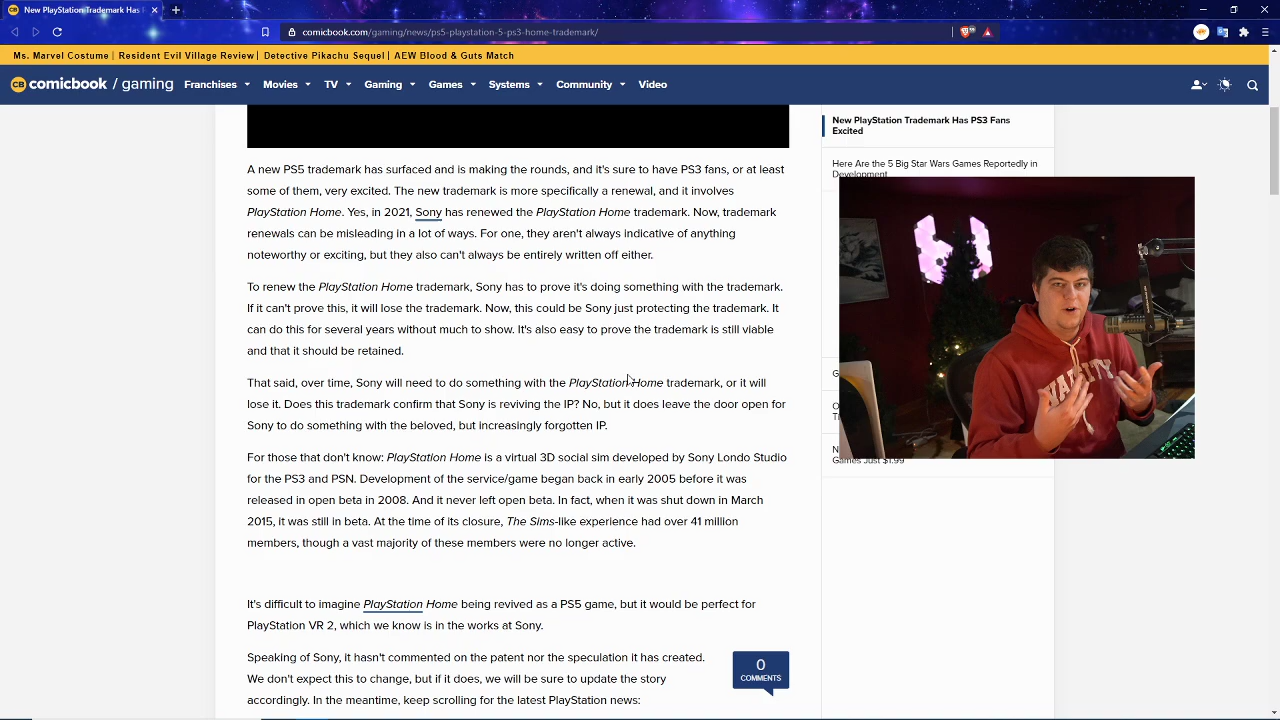 New PlayStation Trademark Has
comicbook.com/gaming/news/ps5-playstation-5-ps3-home-trademark/
Ms. Marvel Costume | Resident Evil Village Review | Detective Pikachu Sequel | AEW Blood & Guts Match
CB comicbook / gaming Franchises Movies TV Gaming Games Systems Community Video
A new PS5 trademark has surfaced and is making the rounds, and it's sure to have PS3 fans, or at least
some of them, very excited. The new trademark is more specifically a renewal, and it involves
PlayStation Home. Yes, in 2021, Sony has renewed the PlayStation Home trademark. Now, trademark
renewals can be misleading in a lot of ways. For one, they aren't always indicative of anything
noteworthy or exciting, but they also can't always be entirely written off either.
To renew the PlayStation Home trademark, Sony has to prove it's doing something with the trademark.
If it can't prove this, it will lose the trademark. Now, this could be Sony just protecting the trademark. It
can do this for several years without much to show. It's also easy to prove the trademark is still viable
and that it should be retained.
That said, over time, Sony will need to do something with the PlayStation Home trademark, or it will
lose it. Does this trademark confirm that Sony is reviving the IP? No, but it does leave the door open for
Sony to do something with the beloved, but increasingly forgotten IP.
For those that don't know: PlayStation Home is a virtual 3D social sim developed by Sony Londo Studio
for the PS3 and PSN. Development of the service/game began back in early 2005 before it was
released in open beta in 2008. And it never left open beta. In fact, when it was shut down in March
2015, it was still in beta. At the time of its closure, The Sims-like experience had over 41 million
members, though a vast majority of these members were no longer active.
It's difficult to imagine PlayStation Home being revived as a PS5 game, but it would be perfect for
PlayStation VR 2, which we know is in the works at Sony.
Speaking of Sony, it hasn't commented on the patent nor the speculation it has created.
We don't expect this to change, but if it does, we will be sure to update the story
accordingly. In the meantime, keep scrolling for the latest PlayStation news:
0
COMMENTS
New PlayStation Trademark Has PS3 Fans
Excited
Here Are the 5 Big Star Wars Games Reportedly in
Development
Games Just $1.99
VARSITY